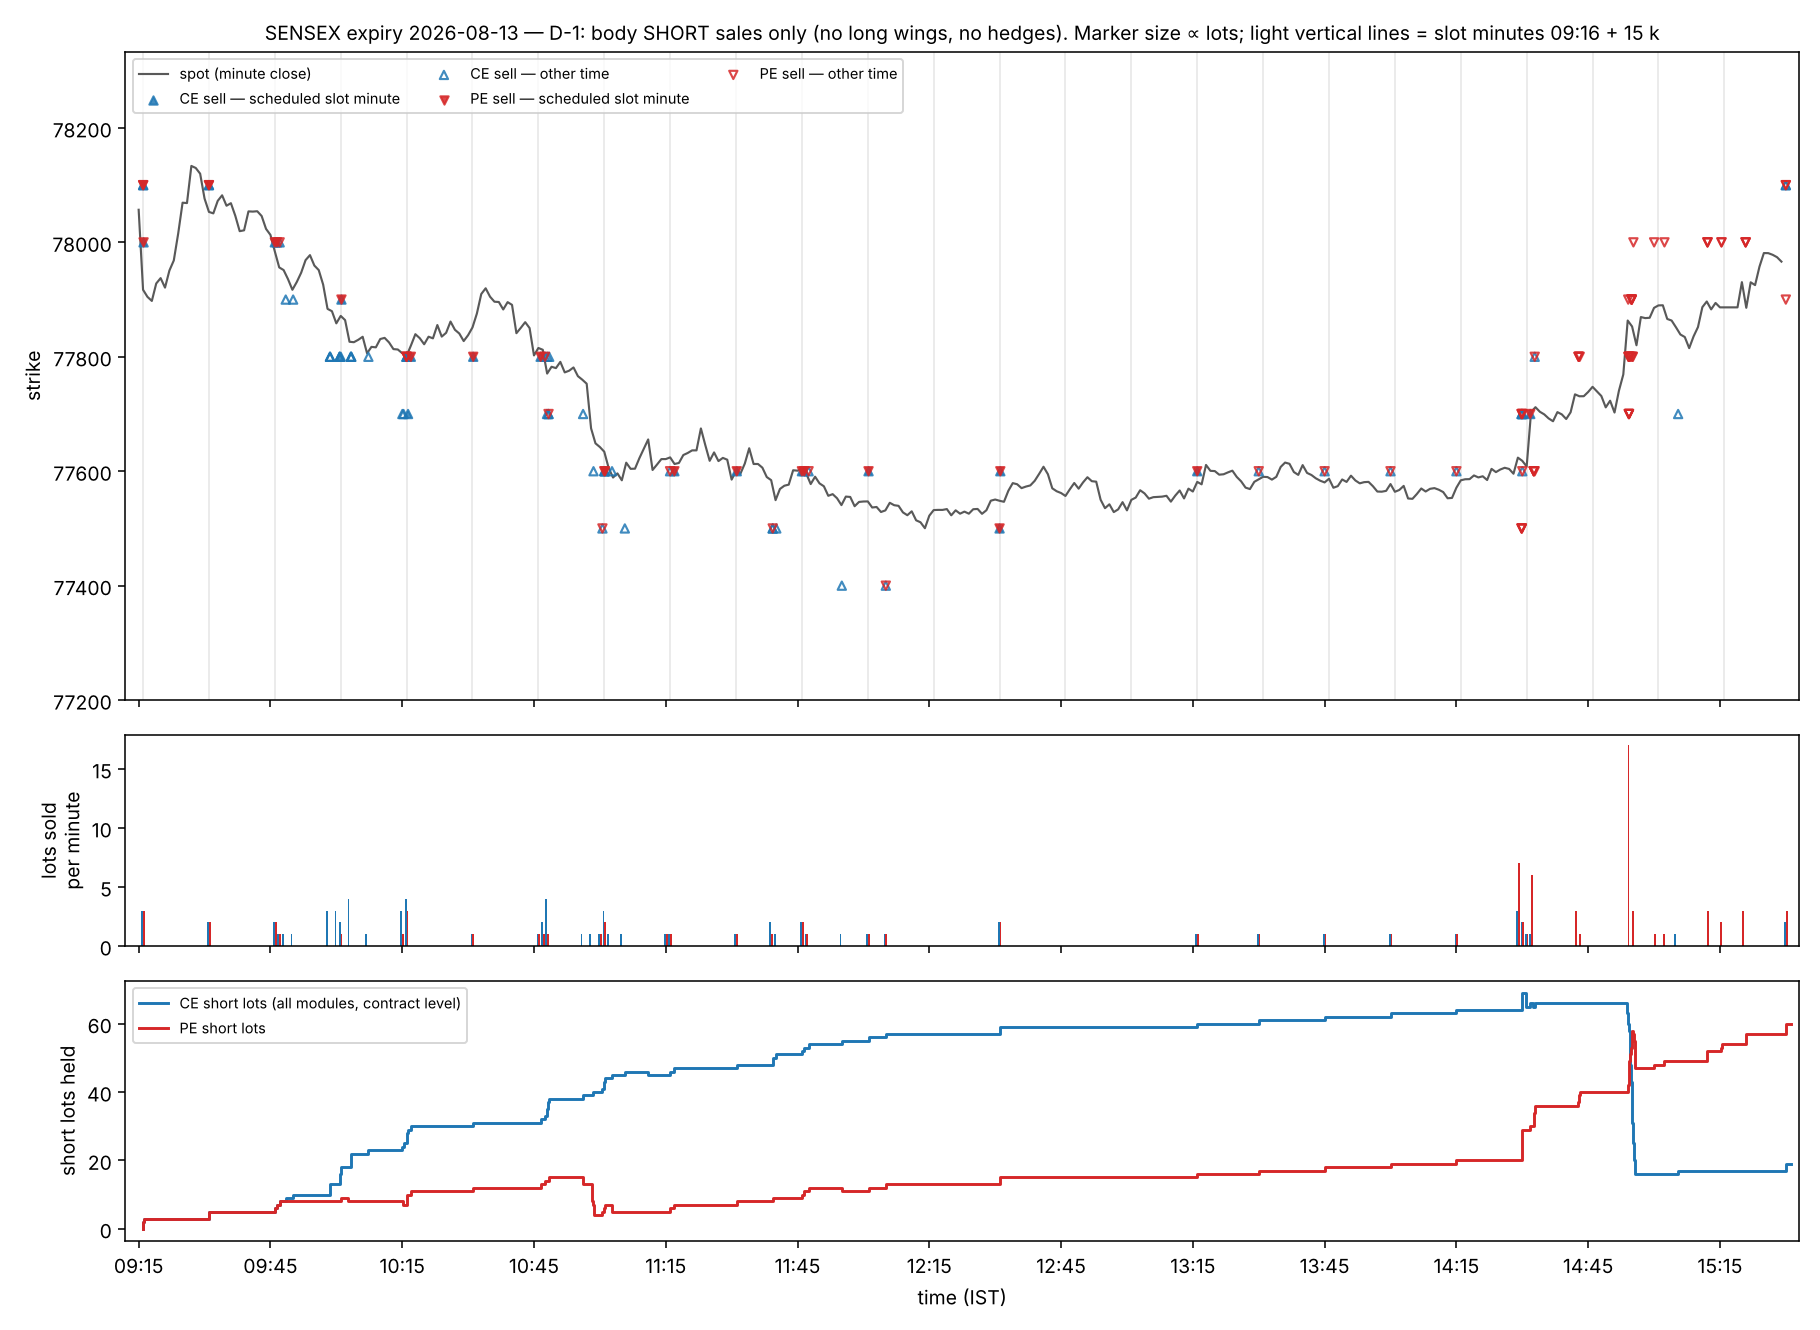 SENSEX expiry 2026-08-13 — D-1: body SHORT sales only (no long wings, no hedges). Marker size ∝ lots; light vertical lines = slot minutes 09:16 + 15 k
spot (minute close)
CE sell — scheduled slot minute
CE sell — other time
PE sell — scheduled slot minute
PE sell — other time
strike
78200
78000
77800
77600
77400
77200
lots sold
per minute
15
10
5
0
CE short lots (all modules, contract level)
PE short lots
short lots held
60
40
20
0
09:15 09:45 10:15 10:45 11:15 11:45 12:15 12:45 13:15 13:45 14:15 14:45 15:15
time (IST)